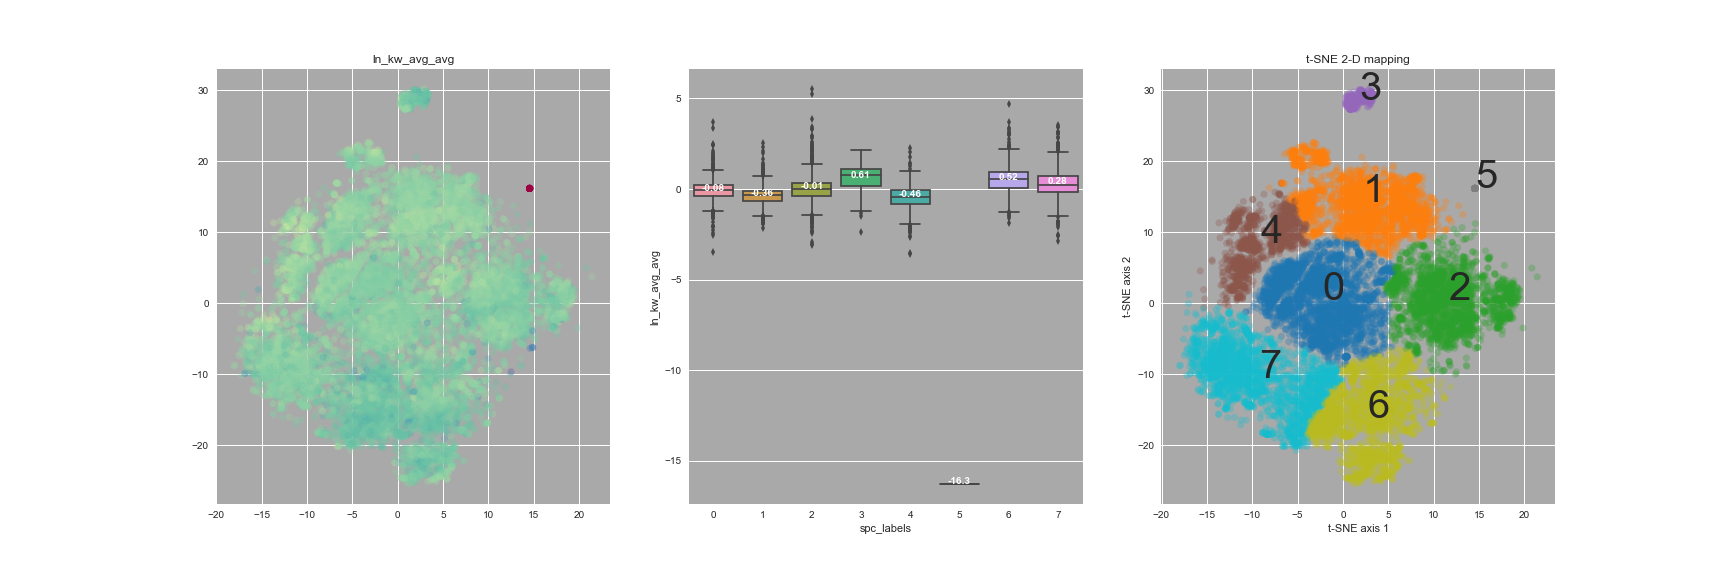 ln_kw_avg_avg
30
20
10
0
−10
−20
−20 −15 −10 −5 0 5 10 15 20
ln_kw_avg_avg
5
0
−5
−10
−15
-0.08 -0.36 -0.01 0.61 -0.46 -16.3 0.52 0.28
0 1 2 3 4 5 6 7
spc_labels
t-SNE 2-D mapping
t-SNE axis 2
30
20
10
0
−10
−20
3
5
1
4
0
2
7
6
−20 −15 −10 −5 0 5 10 15 20
t-SNE axis 1